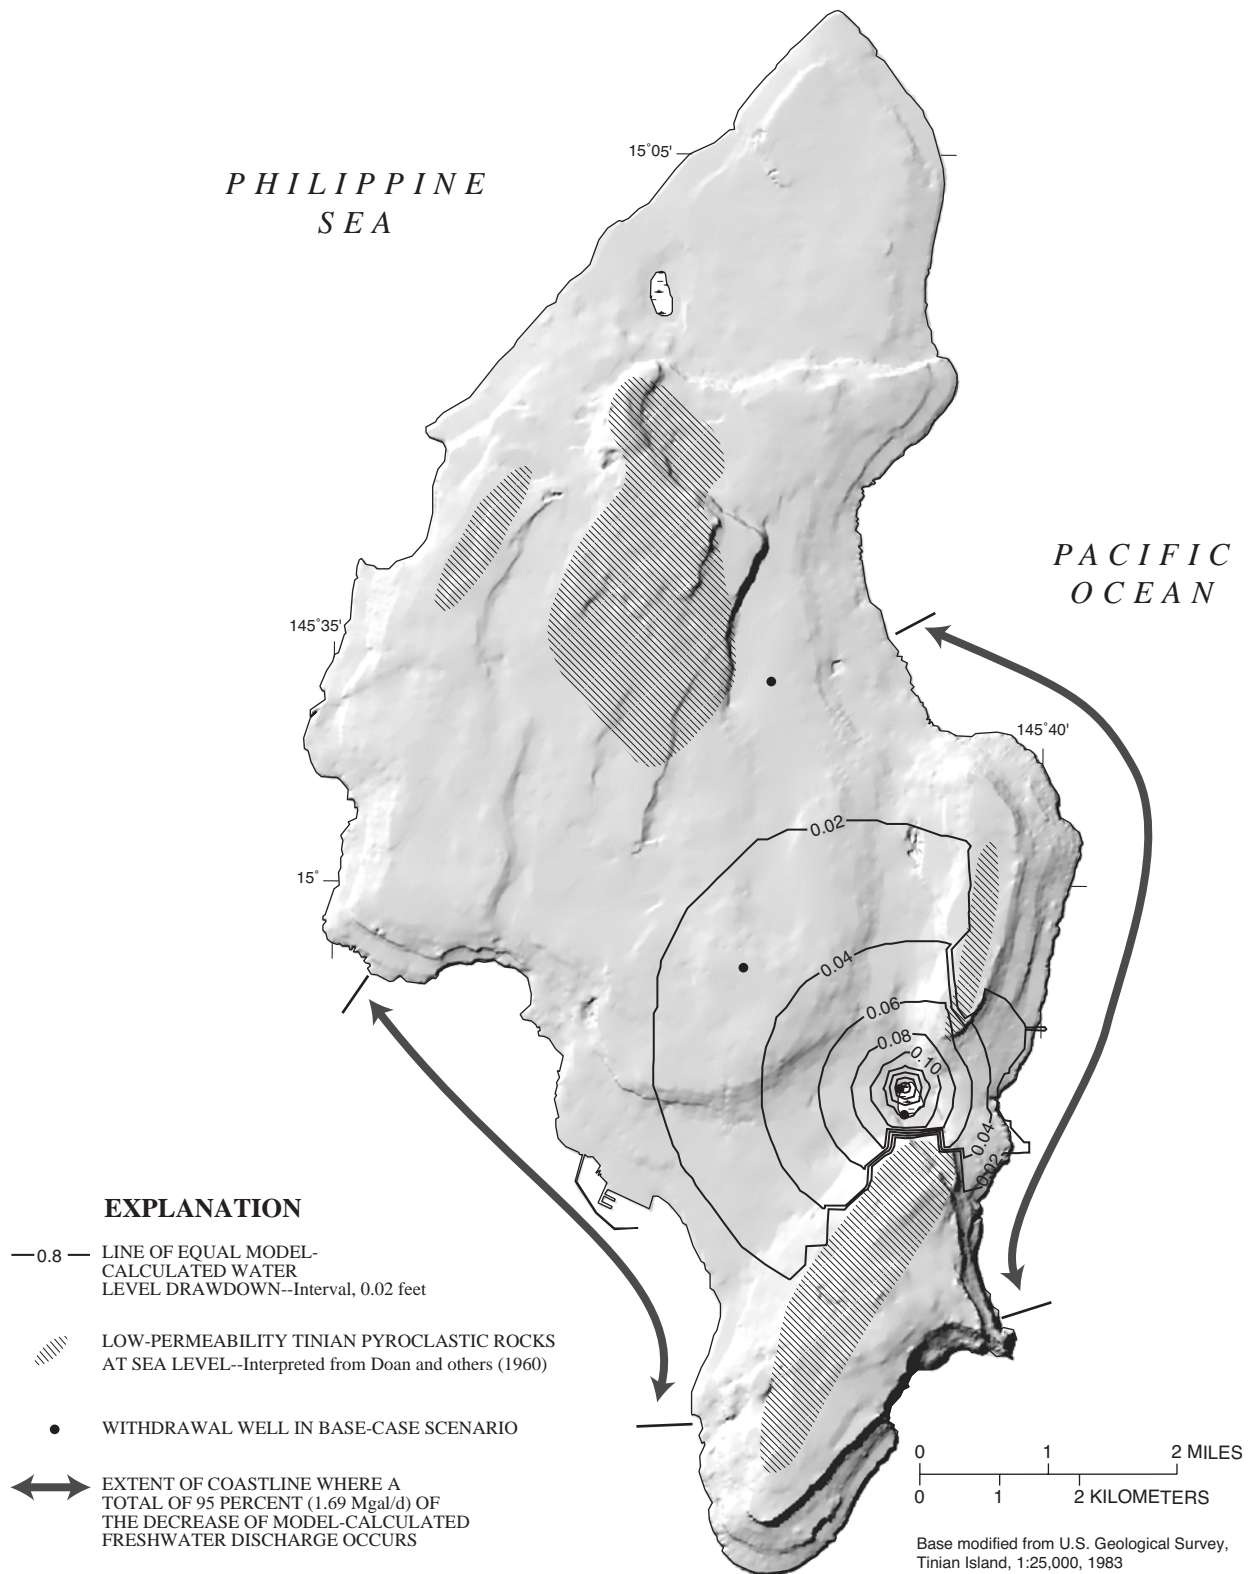 15°05'
PHILIPPINE
SEA
PACIFIC
OCEAN
145°35'
145°40'
0.02
15°
0.04
0.06
0.08
0.10
0.04
0.02
EXPLANATION
0.8
LINE OF EQUAL MODEL-
CALCULATED WATER
LEVEL DRAWDOWN--Interval, 0.02 feet
LOW-PERMEABILITY TINIAN PYROCLASTIC ROCKS
AT SEA LEVEL--Interpreted from Doan and others (1960)
WITHDRAWAL WELL IN BASE-CASE SCENARIO
EXTENT OF COASTLINE WHERE A
TOTAL OF 95 PERCENT (1.69 Mgal/d) OF
THE DECREASE OF MODEL-CALCULATED
FRESHWATER DISCHARGE OCCURS
0 1 2 MILES
0 1 2 KILOMETERS
Base modified from U.S. Geological Survey,
Tinian Island, 1:25,000, 1983